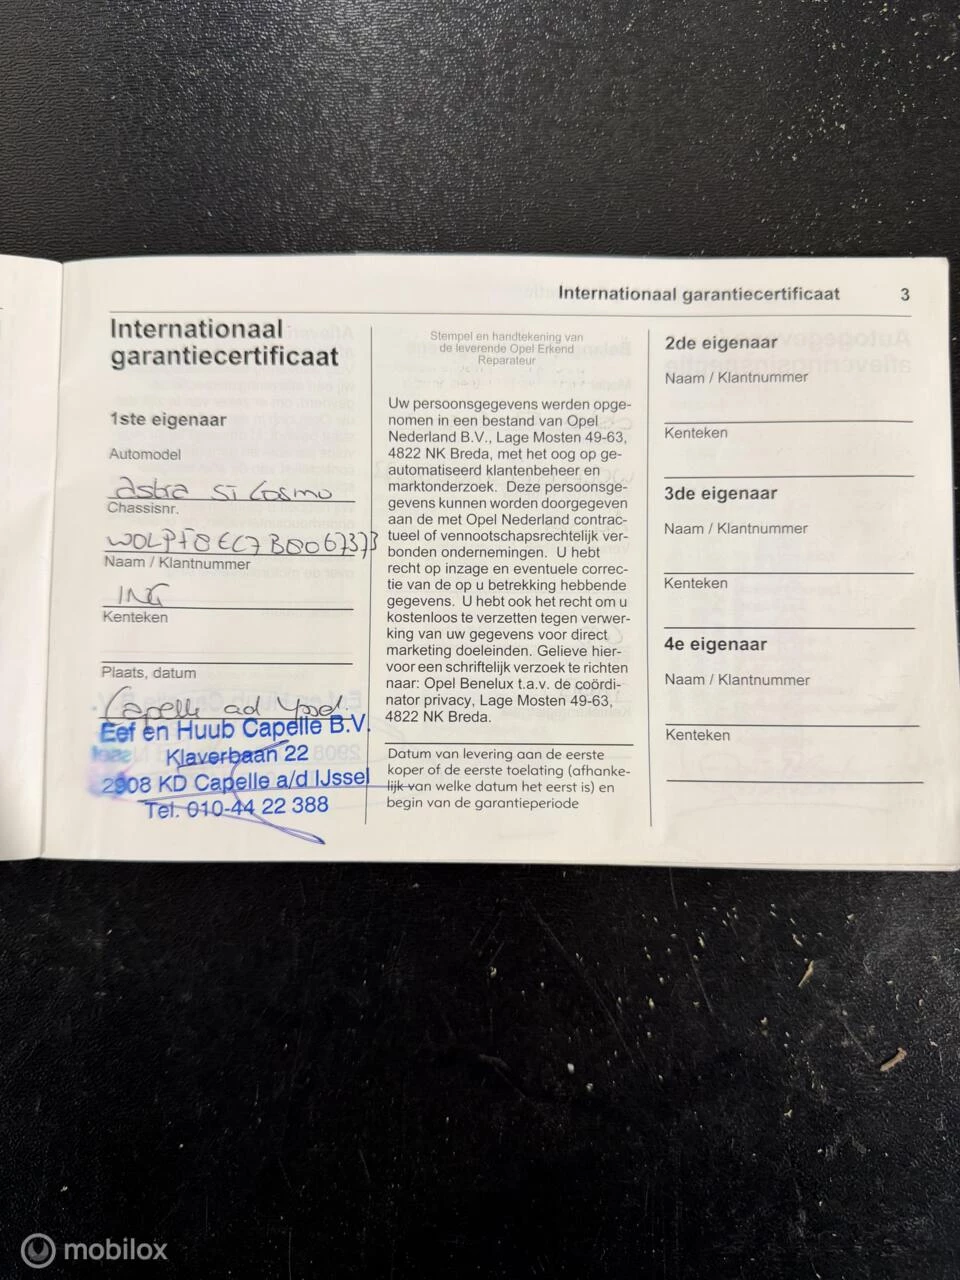 Internationaal garantiecertificaat 3
Internationaal
garantiecertificaat
1ste eigenaar
Automodel
astra ST Cosmo
Chassisnr.
Naam / Klantnummer
ING
Kenteken
Plaats, datum
Capelle ad Yssel.
Eef en Huub Capelle B.V.
Klaverbaan 22
2908 KD Capelle a/d IJssel
Tel. 010-44 22 388
Stempel en handtekening van
de leverende Opel Erkend
Reparateur
Uw persoonsgegevens werden opge-
nomen in een bestand van Opel
Nederland B.V., Lage Mosten 49-63,
4822 NK Breda, met het oog op ge-
automatiseerd klantenbeheer en
marktonderzoek. Deze persoonsge-
gevens kunnen worden doorgegeven
aan de met Opel Nederland contrac-
tueel of vennootschapsrechtelijk ver-
bonden ondernemingen. U hebt
recht op inzage en eventuele correc-
tie van de op u betrekking hebbende
gegevens. U hebt ook het recht om u
kostenloos te verzetten tegen verwer-
king van uw gegevens voor direct
marketing doeleinden. Gelieve hier-
voor een schriftelijk verzoek te richten
naar: Opel Benelux t.a.v. de coördi-
nator privacy, Lage Mosten 49-63,
4822 NK Breda.
Datum van levering aan de eerste
koper of de eerste toelating (afhanke-
lijk van welke datum het eerst is) en
begin van de garantieperiode
2de eigenaar
Naam / Klantnummer
Kenteken
3de eigenaar
Naam / Klantnummer
Kenteken
4e eigenaar
Naam / Klantnummer
Kenteken
mobilox